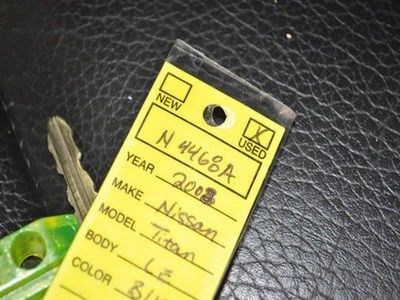 NEW
X USED
N 4468A
YEAR 2008
MAKE Nissan
MODEL Titan
BODY LE
COLOR